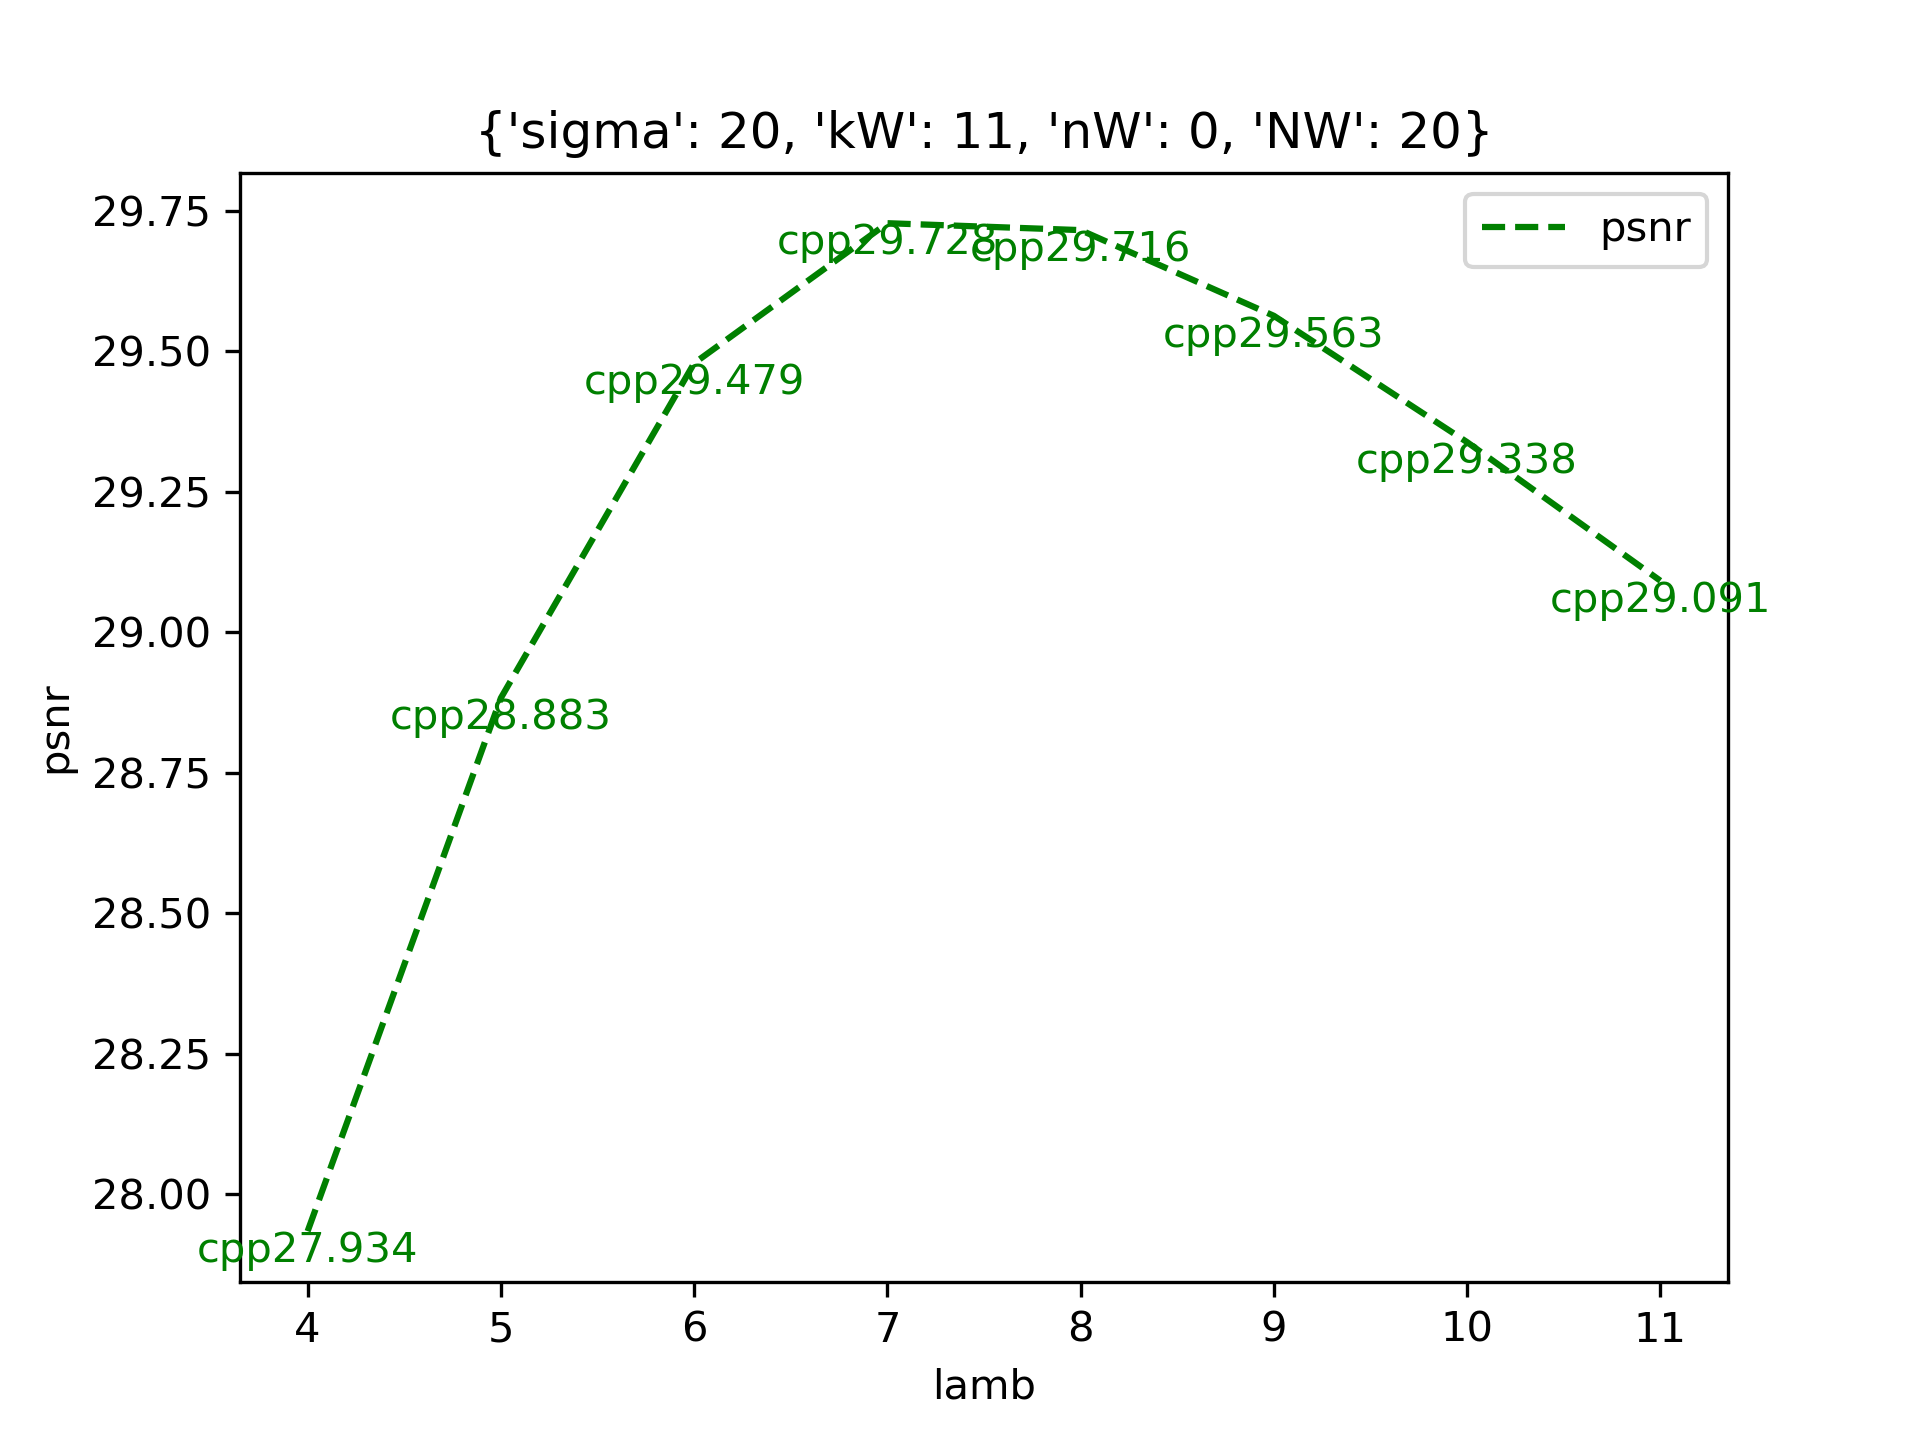 {'sigma': 20, 'kW': 11, 'nW': 0, 'NW': 20}
psnr
29.75
29.50
29.25
29.00
28.75
28.50
28.25
28.00
psnr
cpp27.934
cpp28.883
cpp29.479
cpp29.728
cpp29.716
cpp29.563
cpp29.338
cpp29.091
4 5 6 7 8 9 10 11
lamb